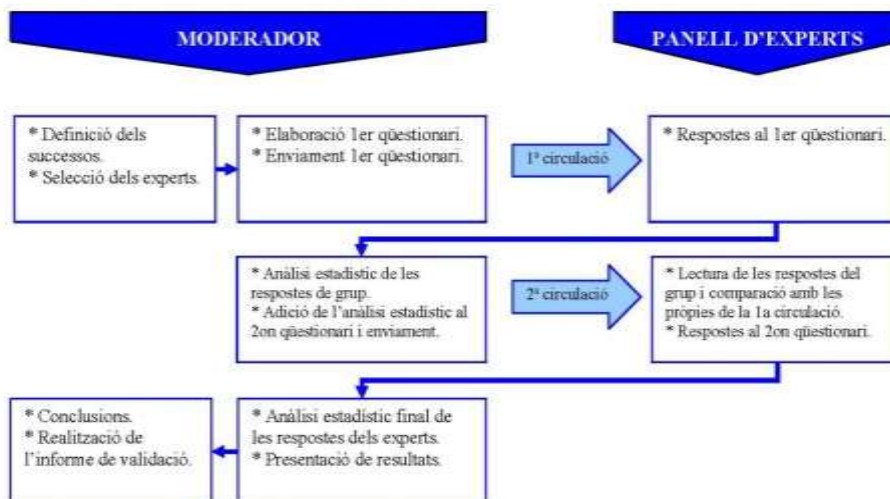 MODERADOR
PANELL D'EXPERTS
* Definició dels
successos.
* Selecció dels experts.
* Elaboració 1er qüestionari.
* Enviament 1er qüestionari.
1ª circulació
* Respostes al 1er qüestionari.
* Anàlisi estadístic de les
respostes de grup.
* Adició de l'anàlisi estadístic al
2on qüestionari i enviament.
2ª circulació
* Lectura de les respostes del
grup i comparació amb les
pròpies de la 1a circulació.
* Respostes al 2on qüestionari.
* Conclusions.
* Realització de
l'informe de validació.
* Anàlisi estadístic final de
les respostes dels experts.
* Presentació de resultats.